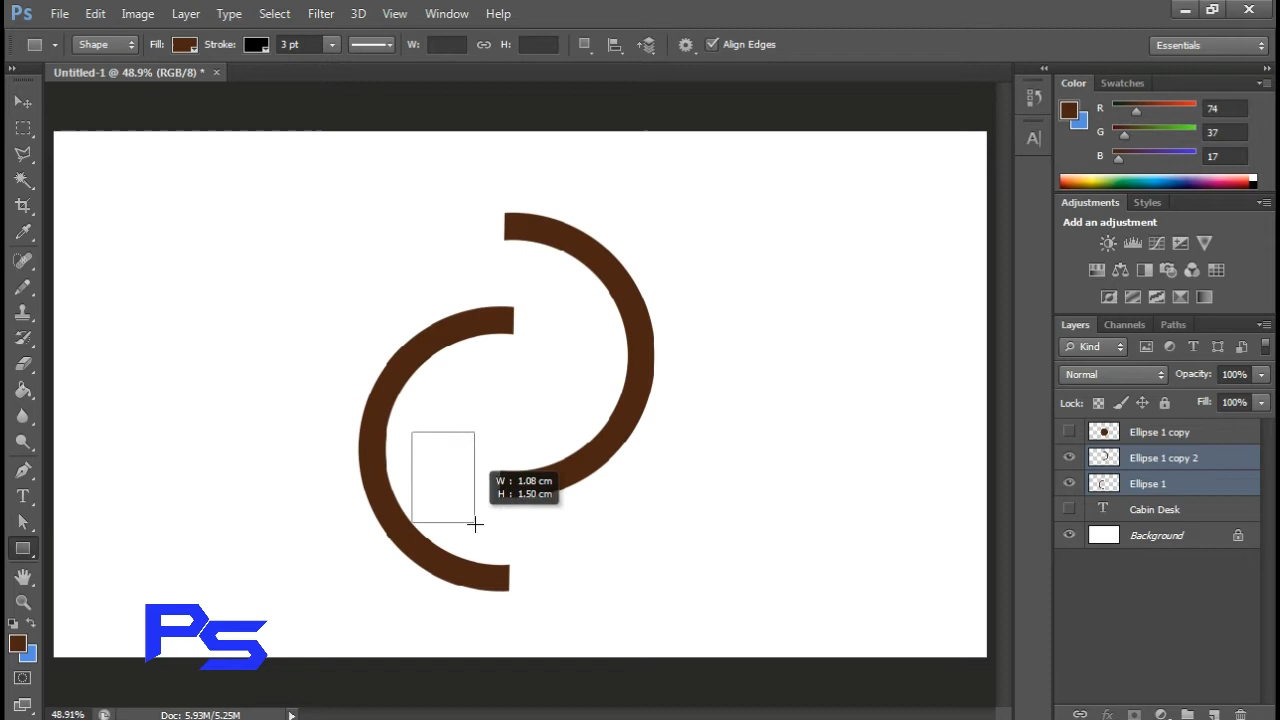 Ps File Edit Image Layer Type Select Filter 3D View Window Help
Shape Fill: Stroke: 3 pt W: H: Align Edges Essentials
Untitled-1 @ 48.9% (RGB/8) * ×
Color Swatches
R 74
G 37
B 17
Adjustments Styles
Add an adjustment
Layers Channels Paths
Kind
Normal Opacity: 100%
Lock: Fill: 100%
Ellipse 1 copy
Ellipse 1 copy 2
Ellipse 1
Cabin Desk
Background
W : 1.08 cm
H : 1.50 cm
PS
48.91% Doc: 5.93M/5.25M